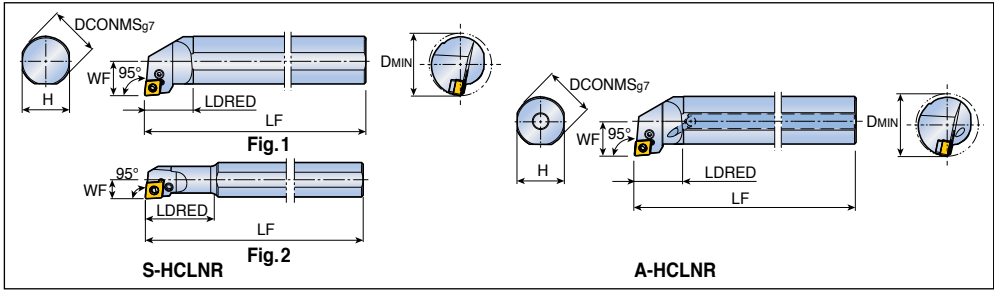 DCONMSg7
WF
95°
H
LDRED
LF
Fig.1
DMIN
95°
WF
LDRED
LF
Fig.2
S-HCLNR
DCONMSg7
WF
95°
H
LDRED
LF
DMIN
A-HCLNR